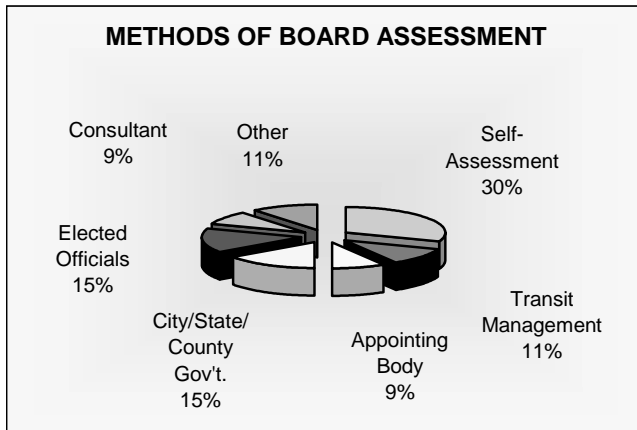 METHODS OF BOARD ASSESSMENT
Consultant
9%
Other
11%
Self-
Assessment
30%
Elected
Officials
15%
Transit
Management
11%
City/State/
County
Gov't.
15%
Appointing
Body
9%